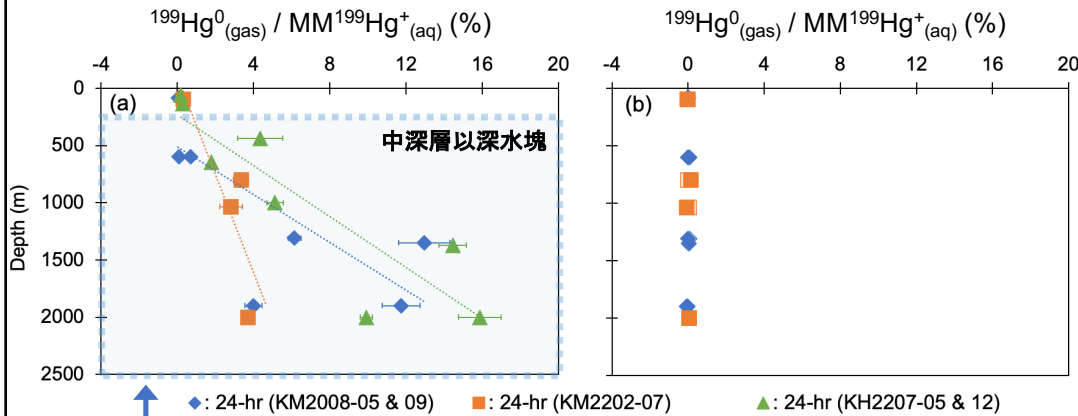 ¹⁹⁹Hg⁰(gas) / MM¹⁹⁹Hg⁺(aq) (%)
-4 0 4 8 12 16 20
(a)
中深層以深水塊
0
500
1000
1500
2000
2500
Depth (m)
¹⁹⁹Hg⁰(gas) / MM¹⁹⁹Hg⁺(aq) (%)
-4 0 4 8 12 16 20
(b)
: 24-hr (KM2008-05 & 09) : 24-hr (KM2202-07) : 24-hr (KH2207-05 & 12)